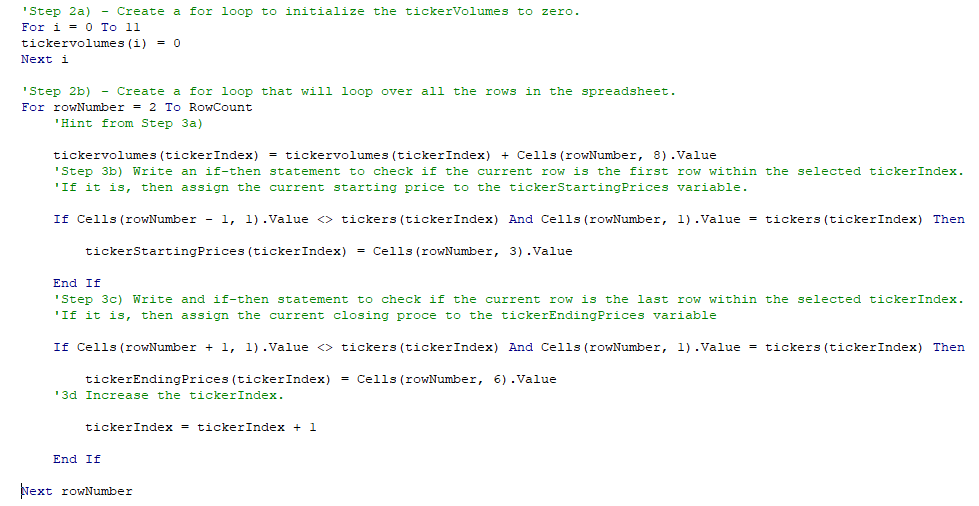 'Step 2a) - Create a for loop to initialize the tickerVolumes to zero.
For i = 0 To 11
tickervolumes(i) = 0
Next i
'Step 2b) - Create a for loop that will loop over all the rows in the spreadsheet.
For rowNumber = 2 To RowCount
'Hint from Step 3a)
tickervolumes(tickerIndex) = tickervolumes(tickerIndex) + Cells(rowNumber, 8).Value
'Step 3b) Write an if-then statement to check if the current row is the first row within the selected tickerIndex.
'If it is, then assign the current starting price to the tickerStartingPrices variable.
If Cells(rowNumber - 1, 1).Value <> tickers(tickerIndex) And Cells(rowNumber, 1).Value = tickers(tickerIndex) Then
tickerStartingPrices(tickerIndex) = Cells(rowNumber, 3).Value
End If
'Step 3c) Write and if-then statement to check if the current row is the last row within the selected tickerIndex.
'If it is, then assign the current closing proce to the tickerEndingPrices variable
If Cells(rowNumber + 1, 1).Value <> tickers(tickerIndex) And Cells(rowNumber, 1).Value = tickers(tickerIndex) Then
tickerEndingPrices(tickerIndex) = Cells(rowNumber, 6).Value
'3d Increase the tickerIndex.
tickerIndex = tickerIndex + 1
End If
Next rowNumber